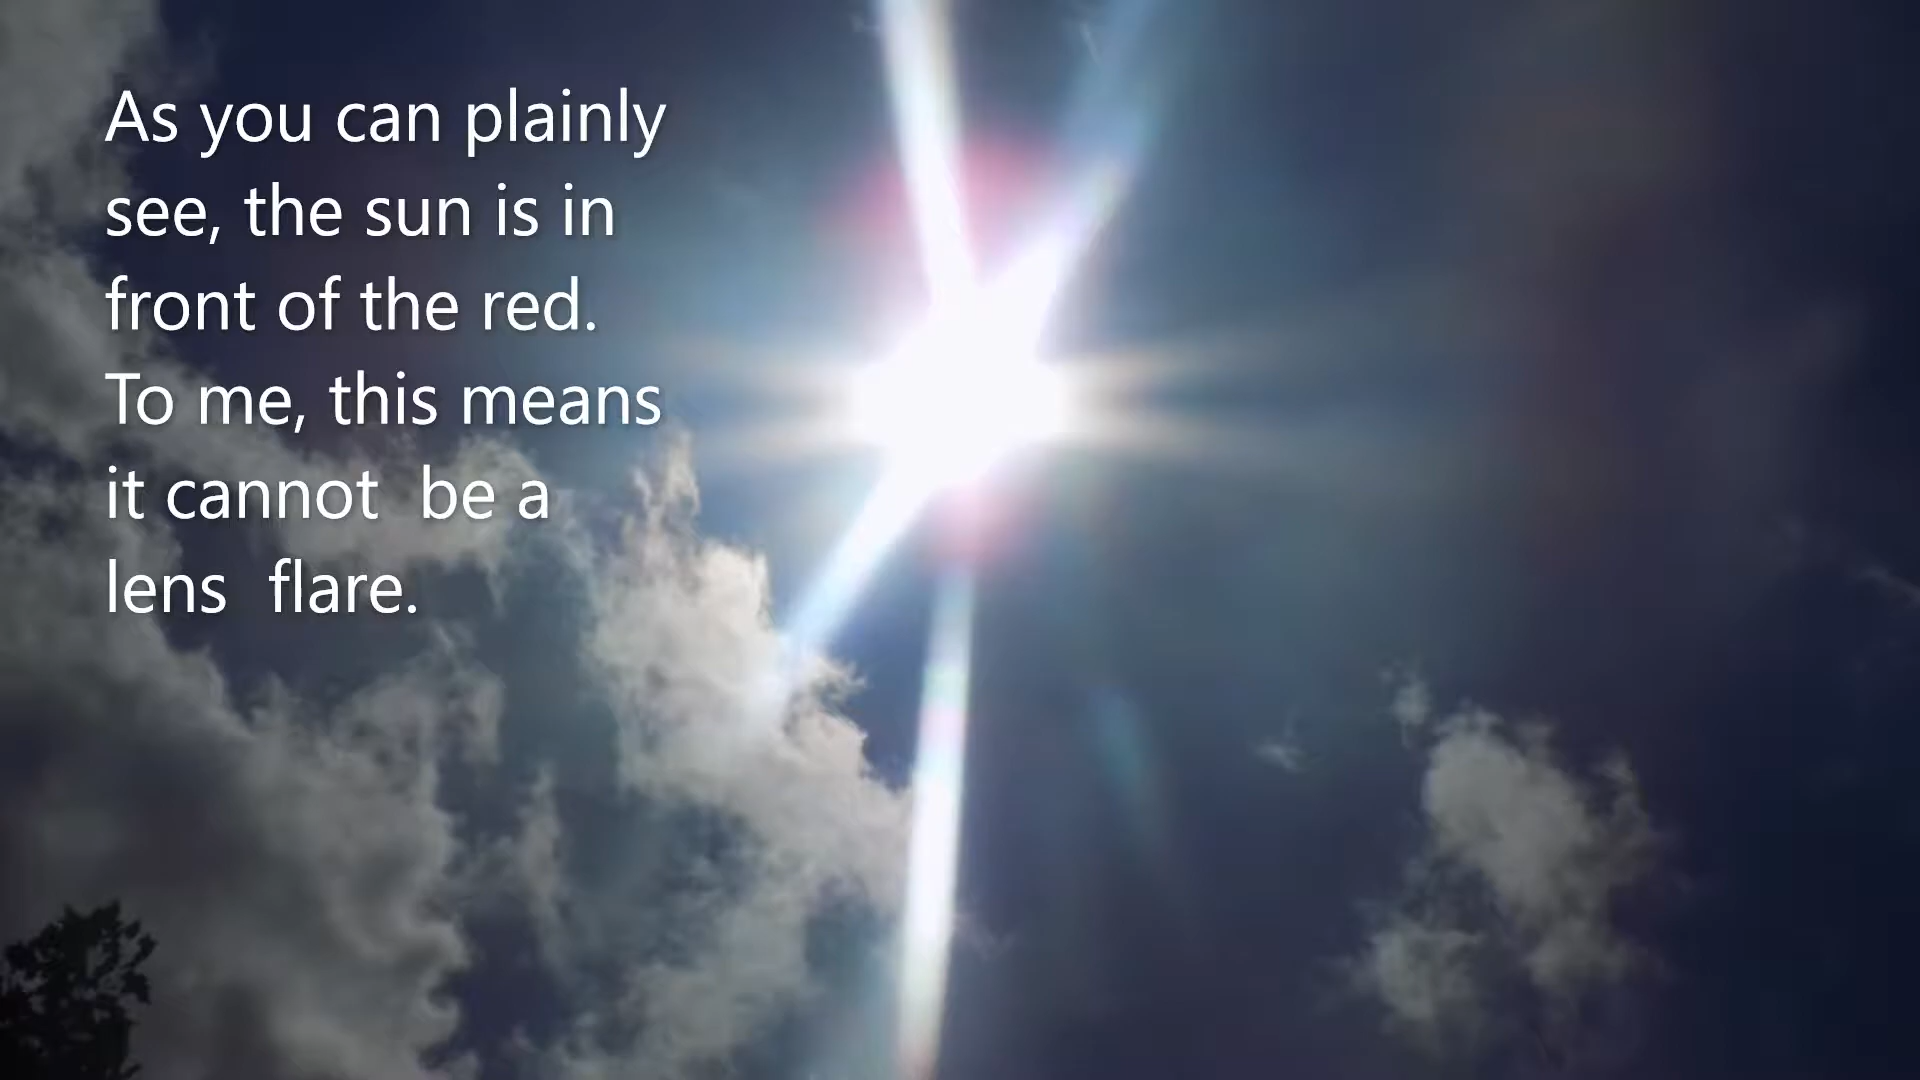 As you can plainly
see, the sun is in
front of the red.
To me, this means
it cannot  be a
lens  flare.